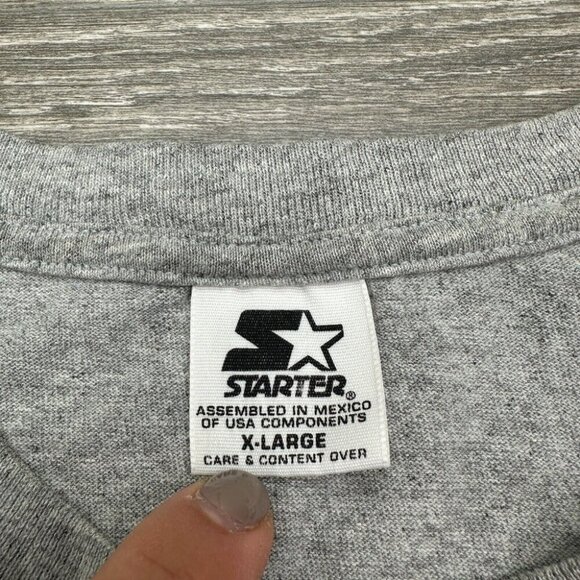 STARTER®
ASSEMBLED IN MEXICO
OF USA COMPONENTS
X-LARGE
CARE & CONTENT OVER